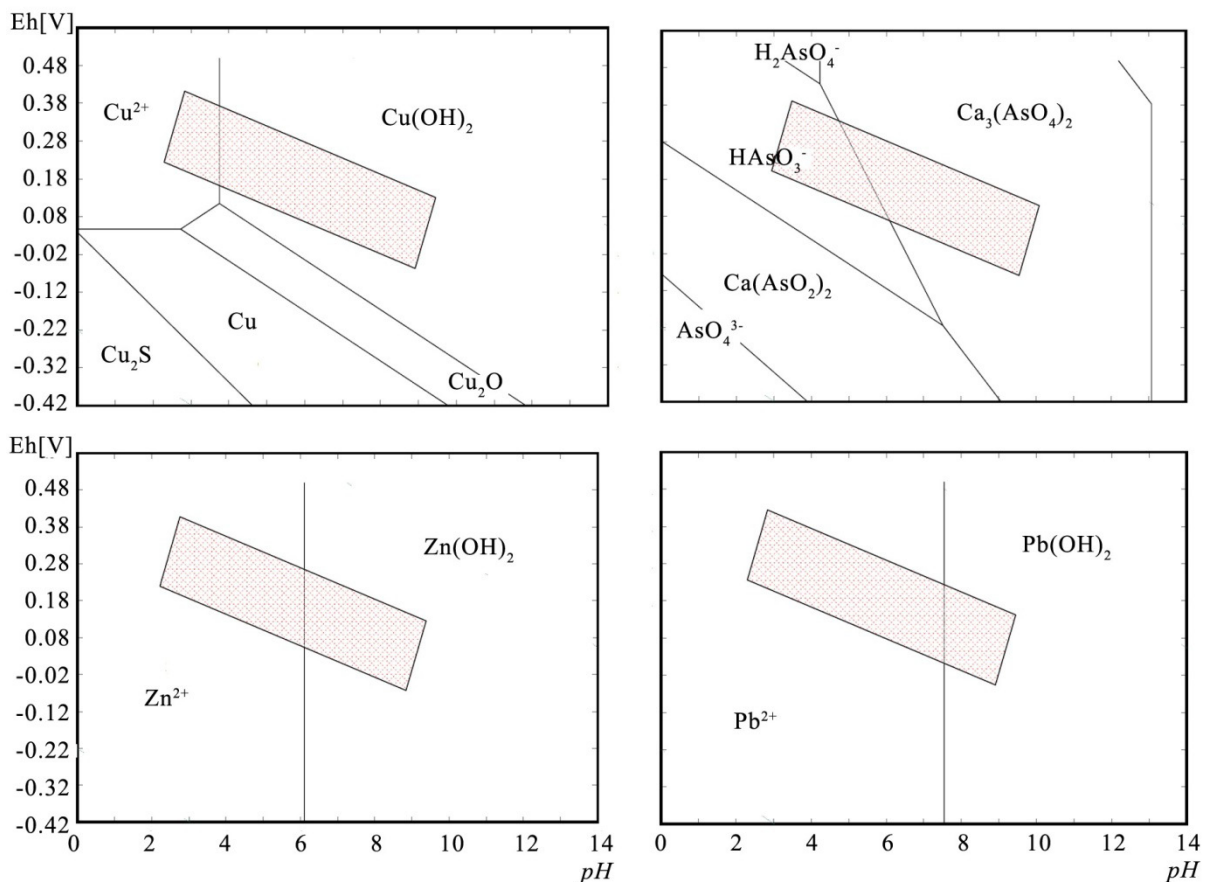 Eh[V]
0.48
0.38
0.28
0.18
0.08
-0.02
-0.12
-0.22
-0.32
-0.42
Cu²⁺
Cu(OH)₂
Cu
Cu₂S
Cu₂O
H₂AsO₄⁻
Ca₃(AsO₄)₂
HAsO₃⁻
Ca(AsO₂)₂
AsO₄³⁻
Eh[V]
0.48
0.38
0.28
0.18
0.08
-0.02
-0.12
-0.22
-0.32
-0.42
Zn(OH)₂
Zn²⁺
0 2 4 6 8 10 12 14
pH
Pb(OH)₂
Pb²⁺
0 2 4 6 8 10 12 14
pH